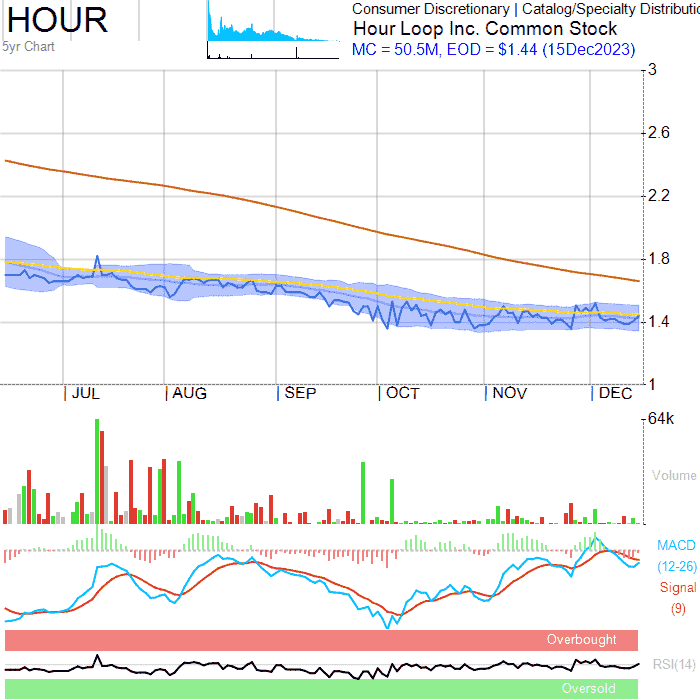 HOUR
5yr Chart
Consumer Discretionary | Catalog/Specialty Distributio
Hour Loop Inc. Common Stock
MC = 50.5M, EOD = $1.44 (15Dec2023)
3
2.6
2.2
1.8
1.4
1
JUL AUG SEP OCT NOV DEC
64k
Volume
MACD
(12-26)
Signal
(9)
Overbought
RSI(14)
Oversold